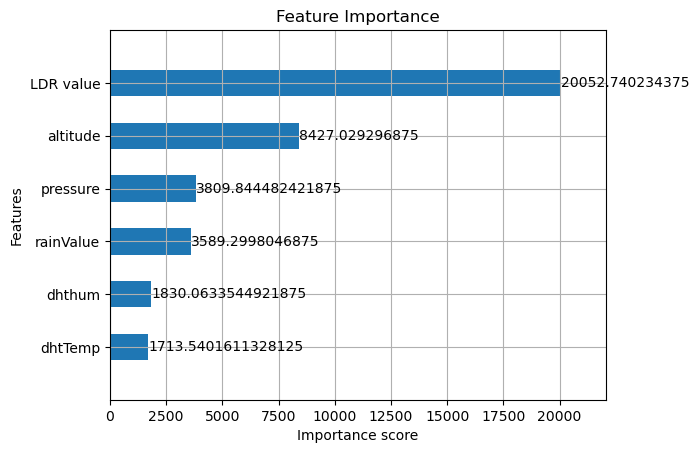 Feature Importance
LDR value 20052.740234375
altitude 8427.029296875
pressure 3809.844482421875
rainValue 3589.2998046875
dhthum 1830.0633544921875
dhtTemp 1713.5401611328125
Features
0 2500 5000 7500 10000 12500 15000 17500 20000
Importance score